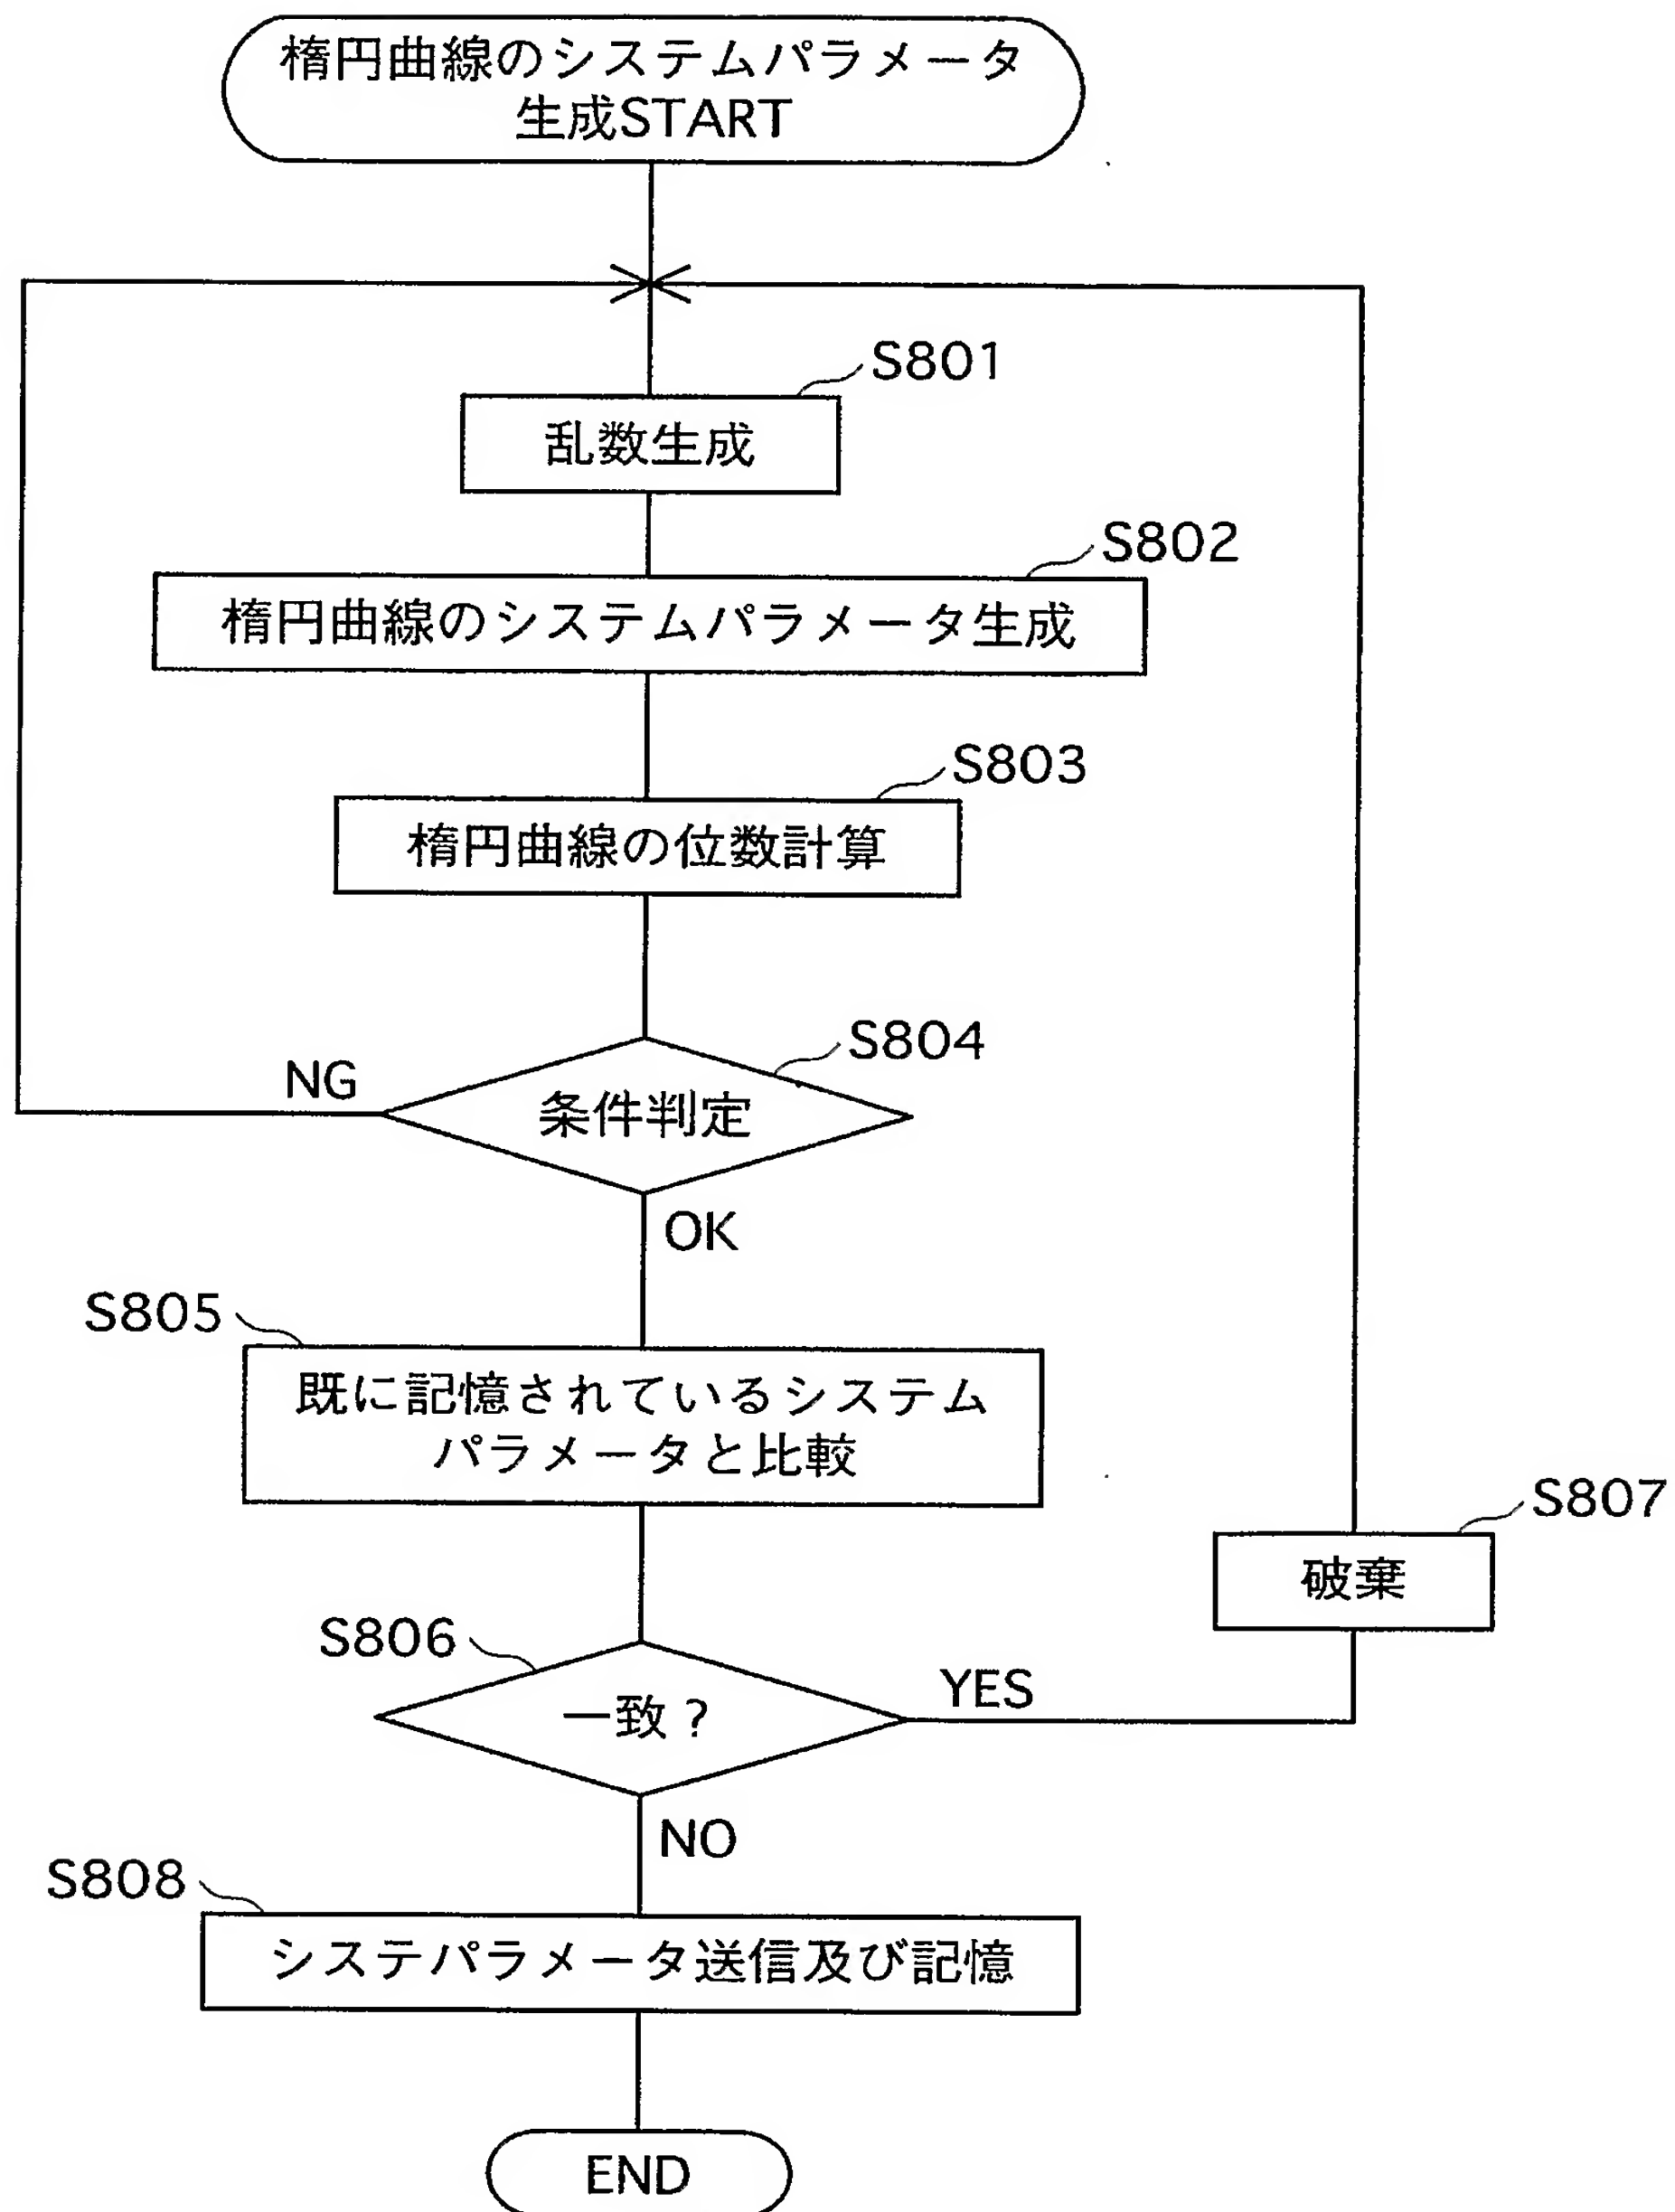 楕円曲線のシステムパラメータ
生成START
S801
乱数生成
S802
楕円曲線のシステムパラメータ生成
S803
楕円曲線の位数計算
S804
NG
条件判定
OK
S805
既に記憶されているシステム
パラメータと比較
S807
破棄
S806
YES
一致？
NO
S808
システパラメータ送信及び記憶
END